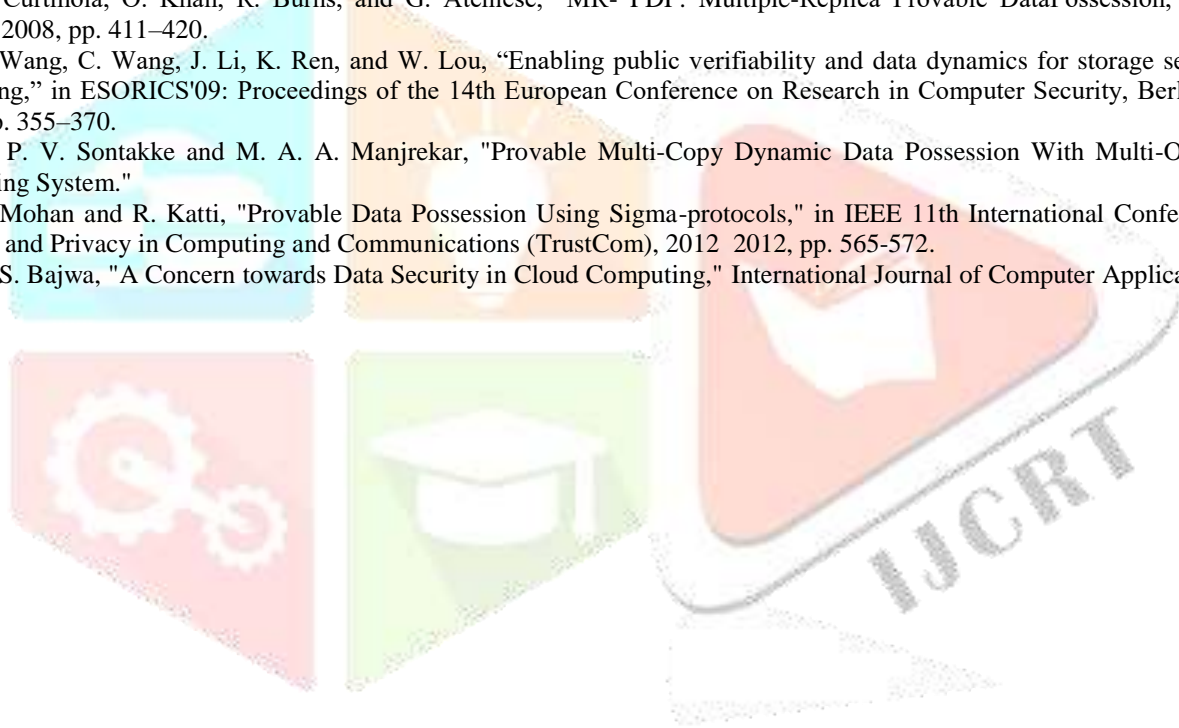 O. Khan, R. Burns, and G. Ateniese, MR- PDP: Multiple-Replica Provable DataPossession,
2008, pp. 411–420.
Wang, C. Wang, J. Li, K. Ren, and W. Lou, “Enabling public verifiability and data dynamics for storage se
ng,” in ESORICS'09: Proceedings of the 14th European Conference on Research in Computer Security, Berl
p. 355–370.
P. V. Sontakke and M. A. A. Manjrekar, "Provable Multi-Copy Dynamic Data Possession With Multi-O
ing System."
Mohan and R. Katti, "Provable Data Possession Using Sigma-protocols," in IEEE 11th International Confe
and Privacy in Computing and Communications (TrustCom), 2012 2012, pp. 565-572.
S. Bajwa, "A Concern towards Data Security in Cloud Computing," International Journal of Computer Applica
IJCRT